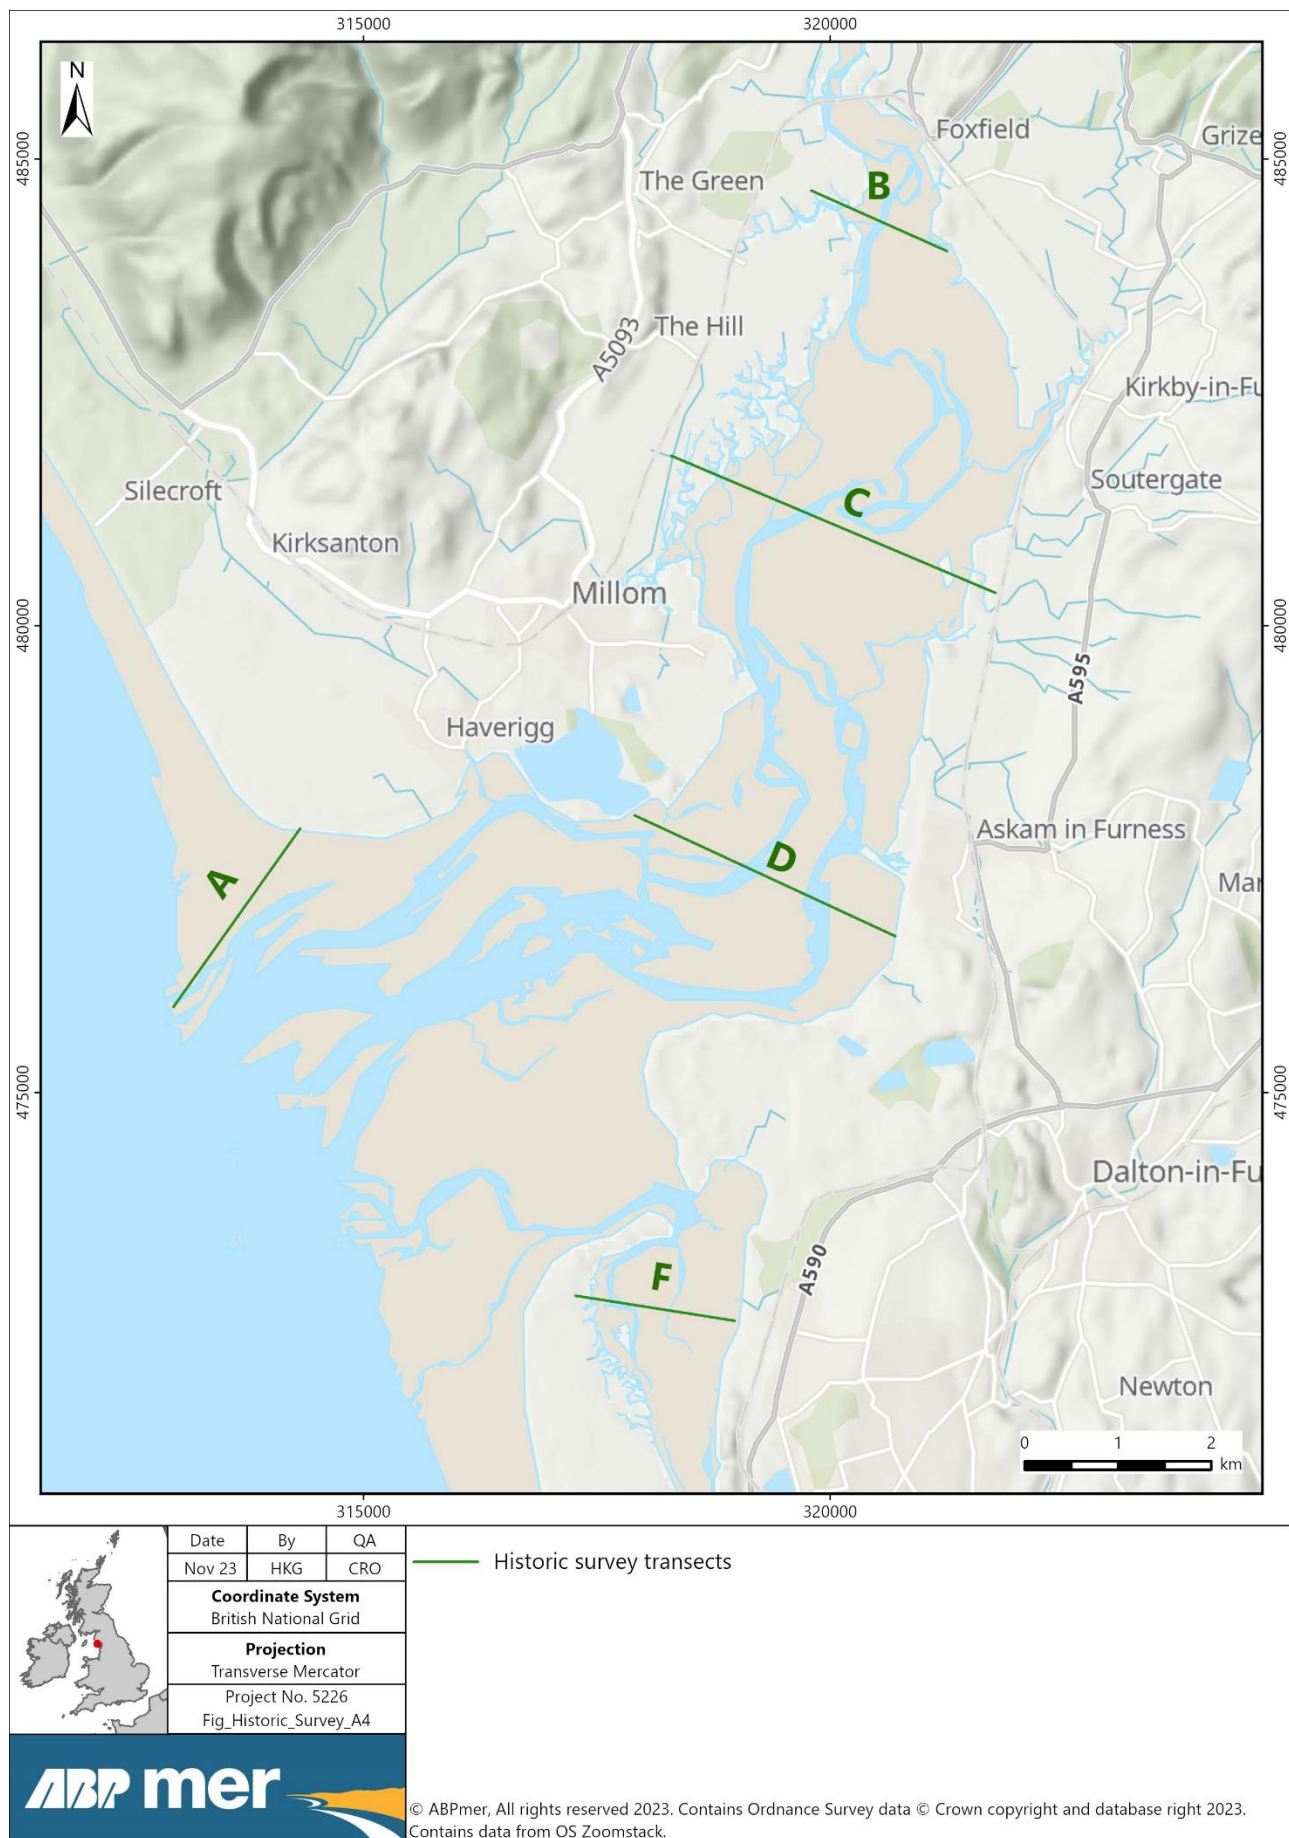 315000 320000
N
485000 485000
Foxfield
Grize
The Green
B
The Hill
A5093
Kirkby-in-Fu
Silecroft
Soutergate
C
Kirksanton
Millom
480000 480000
A595
Haverigg
Askam in Furness
D
A
Mar
475000 475000
Dalton-in-Fu
A590
F
Newton
0 1 2
km
315000 320000
Date By QA
Nov 23 HKG CRO
Coordinate System
British National Grid
Projection
Transverse Mercator
Project No. 5226
Fig_Historic_Survey_A4
Historic survey transects
ABP mer
© ABPmer, All rights reserved 2023. Contains Ordnance Survey data © Crown copyright and database right 2023.
Contains data from OS Zoomstack.